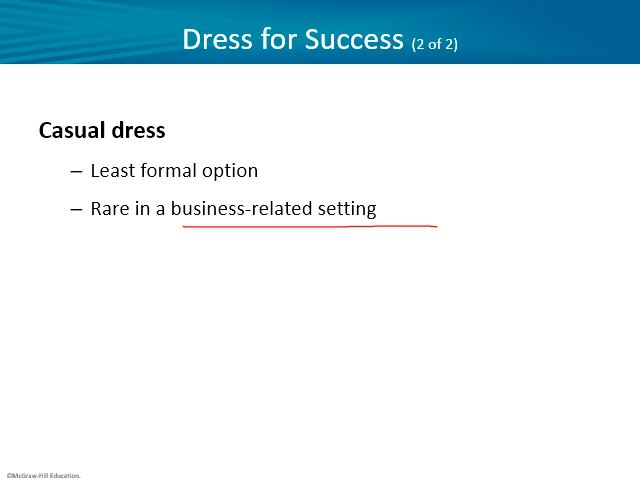 Dress for Success (2 of 2)
Casual dress
– Least formal option
– Rare in a business-related setting
©McGraw-Hill Education.